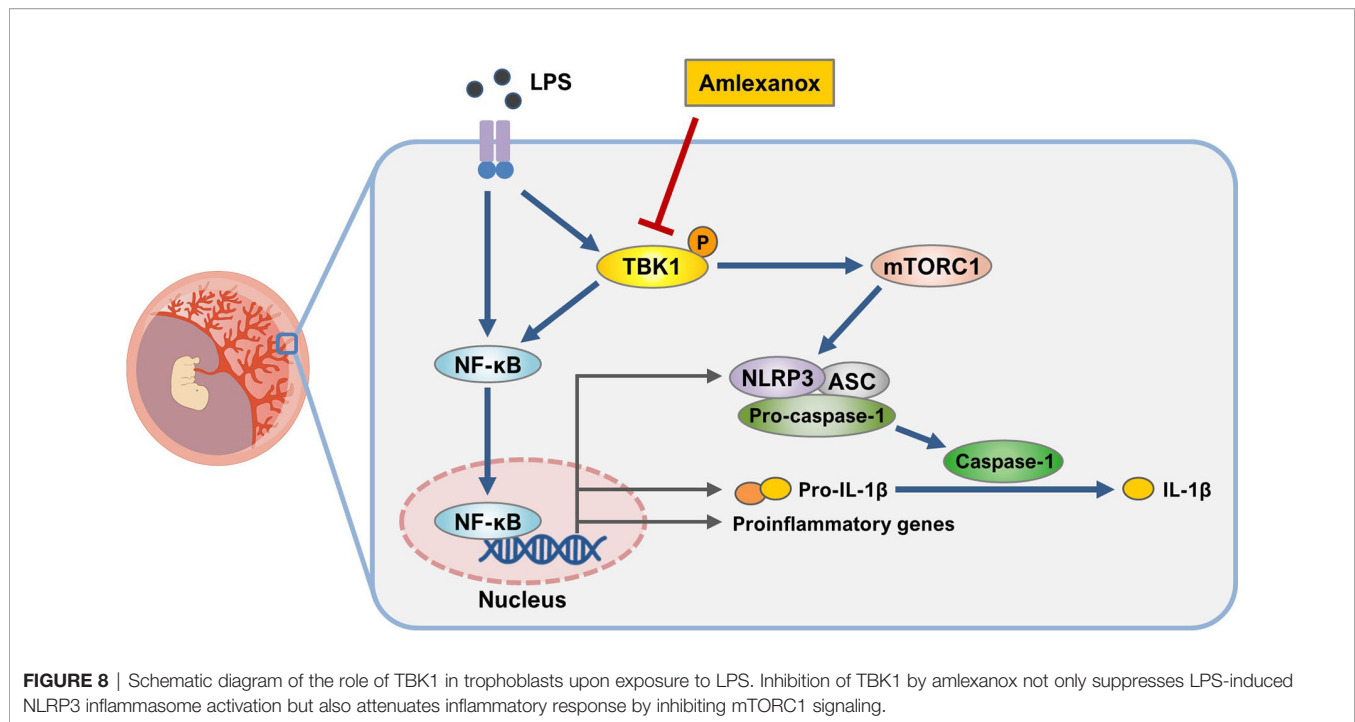 LPS
Amlexanox
P
TBK1
mTORC1
NF-κB
NLRP3
ASC
Pro-caspase-1
Caspase-1
Pro-IL-1β
IL-1β
NF-κB
Proinflammatory genes
Nucleus
FIGURE 8 | Schematic diagram of the role of TBK1 in trophoblasts upon exposure to LPS. Inhibition of TBK1 by amlexanox not only suppresses LPS-induced
NLRP3 inflammasome activation but also attenuates inflammatory response by inhibiting mTORC1 signaling.